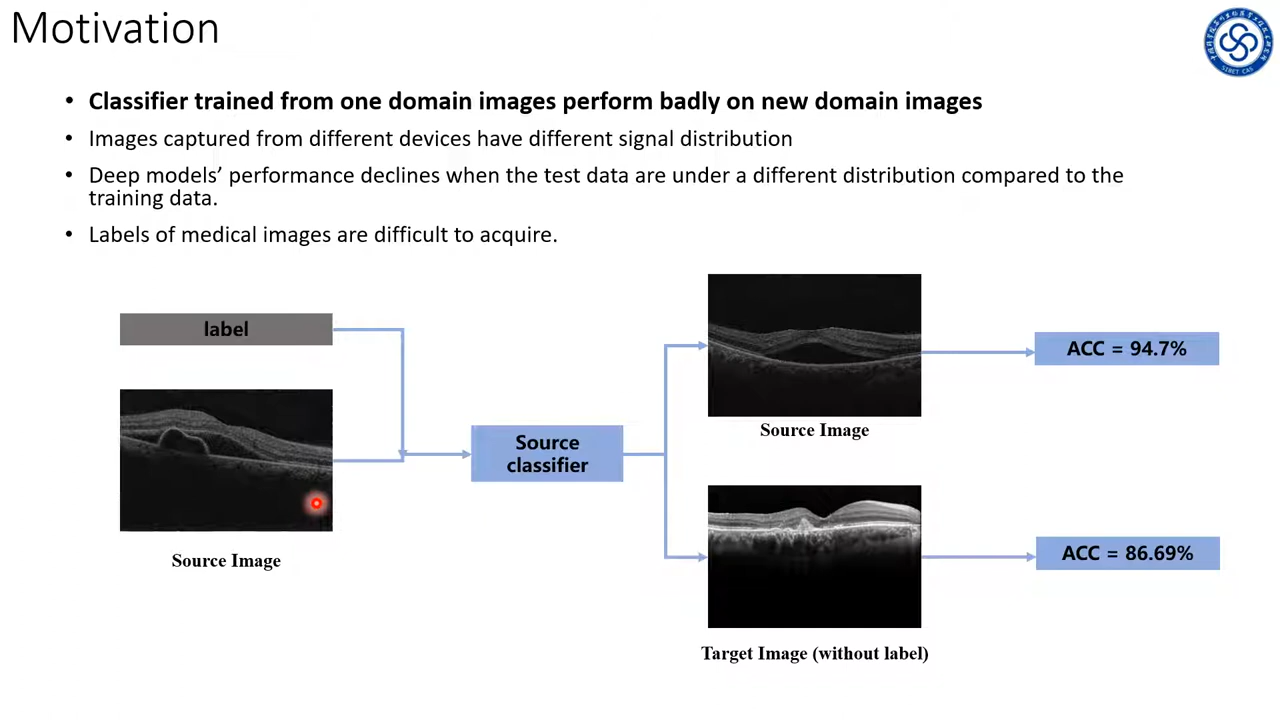 Motivation
• Classifier trained from one domain images perform badly on new domain images
• Images captured from different devices have different signal distribution
• Deep models’ performance declines when the test data are under a different distribution compared to the
training data.
• Labels of medical images are difficult to acquire.
label
Source Image
Source
classifier
Source Image
ACC = 94.7%
Target Image (without label)
ACC = 86.69%
SIBET CAS